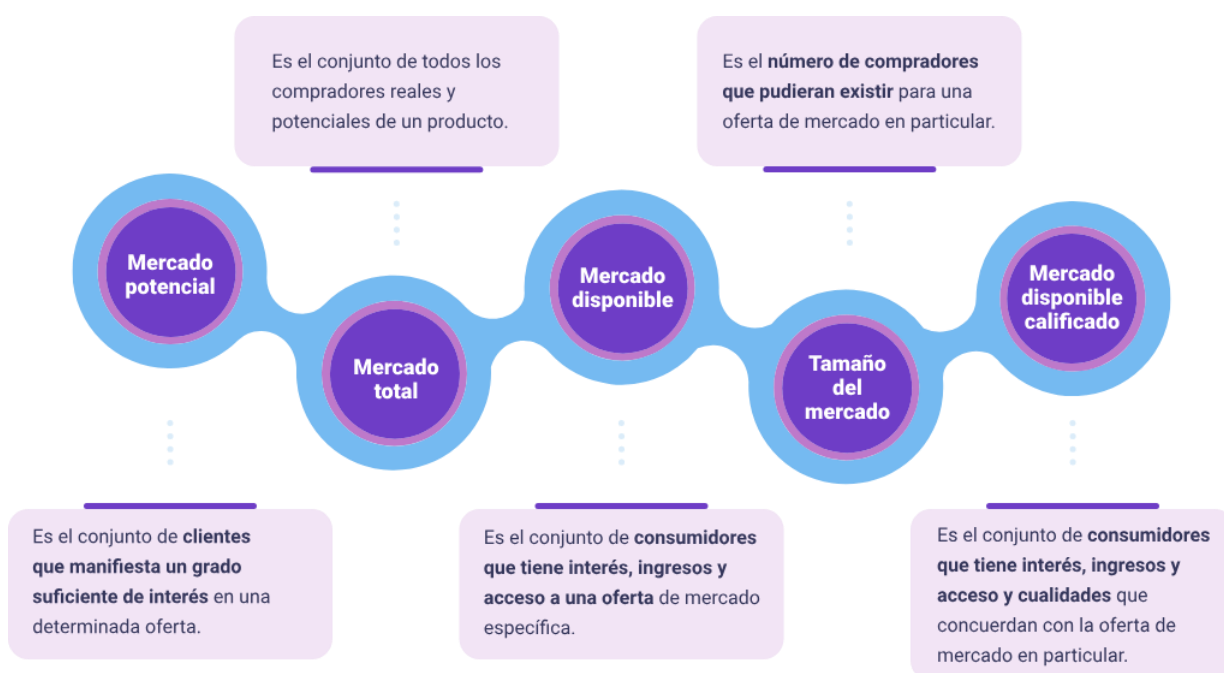 Es el conjunto de todos los
compradores reales y
potenciales de un producto.
Es el número de compradores
que pudieran existir para una
oferta de mercado en particular.
Mercado
potencial
Mercado
total
Mercado
disponible
Tamaño
del
mercado
Mercado
disponible
calificado
Es el conjunto de clientes
que manifiesta un grado
suficiente de interés en una
determinada oferta.
Es el conjunto de consumidores
que tiene interés, ingresos y
acceso a una oferta de mercado
específica.
Es el conjunto de consumidores
que tiene interés, ingresos y
acceso y cualidades que
concuerdan con la oferta de
mercado en particular.